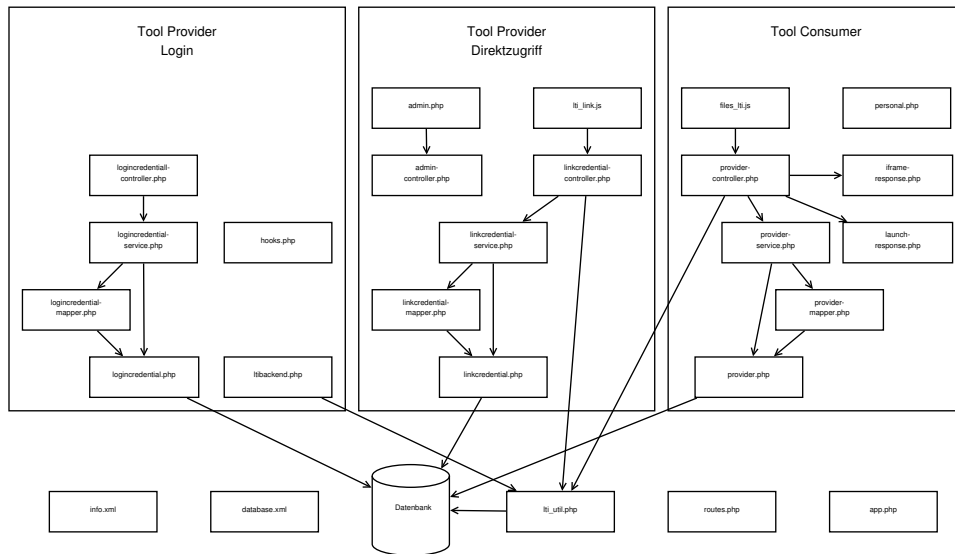 Tool Provider
Login
Tool Provider
Direktzugriff
Tool Consumer
admin.php
lti_link.js
files_lti.js
personal.php
logincredentiall-
controller.php
admin-
controller.php
linkcredential-
controller.php
provider-
controller.php
iframe-
response.php
logincredential-
service.php
hooks.php
linkcredential-
service.php
provider-
service.php
launch-
response.php
logincredential-
mapper.php
linkcredential-
mapper.php
provider-
mapper.php
logincredential.php
ltibackend.php
linkcredential.php
provider.php
info.xml
database.xml
Datenbank
lti_util.php
routes.php
app.php